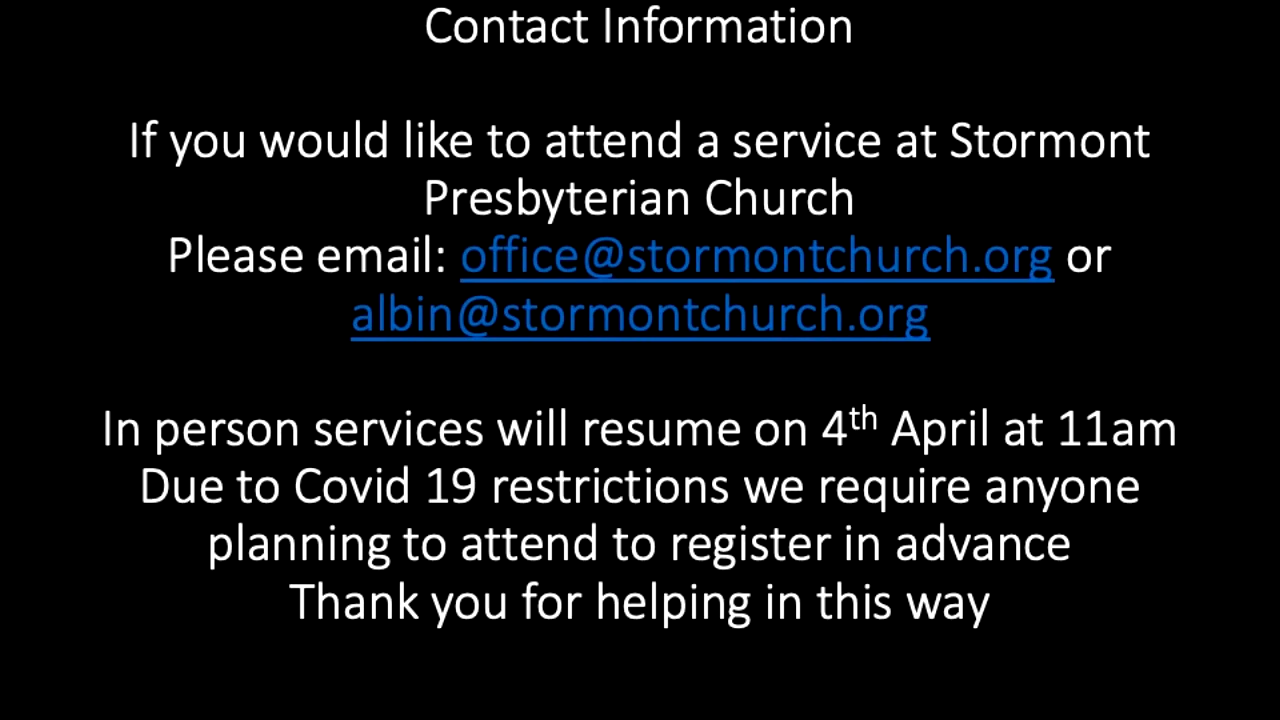 Contact Information
If you would like to attend a service at Stormont
Presbyterian Church
Please email: office@stormontchurch.org or
albin@stormontchurch.org
In person services will resume on 4th April at 11am
Due to Covid 19 restrictions we require anyone
planning to attend to register in advance
Thank you for helping in this way